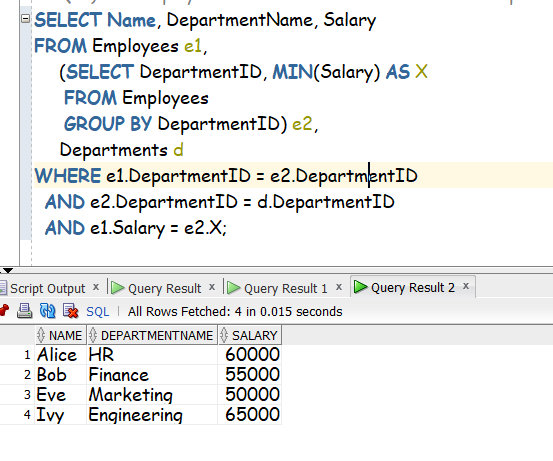 SELECT Name, DepartmentName, Salary
FROM Employees e1,
(SELECT DepartmentID, MIN(Salary) AS X
FROM Employees
GROUP BY DepartmentID) e2,
Departments d
WHERE e1.DepartmentID = e2.DepartmentID
AND e2.DepartmentID = d.DepartmentID
AND e1.Salary = e2.X;
Script Output x Query Result x Query Result 1 x Query Result 2 x
SQL | All Rows Fetched: 4 in 0.015 seconds
NAME DEPARTMENTNAME SALARY
1 Alice HR 60000
2 Bob Finance 55000
3 Eve Marketing 50000
4 Ivy Engineering 65000